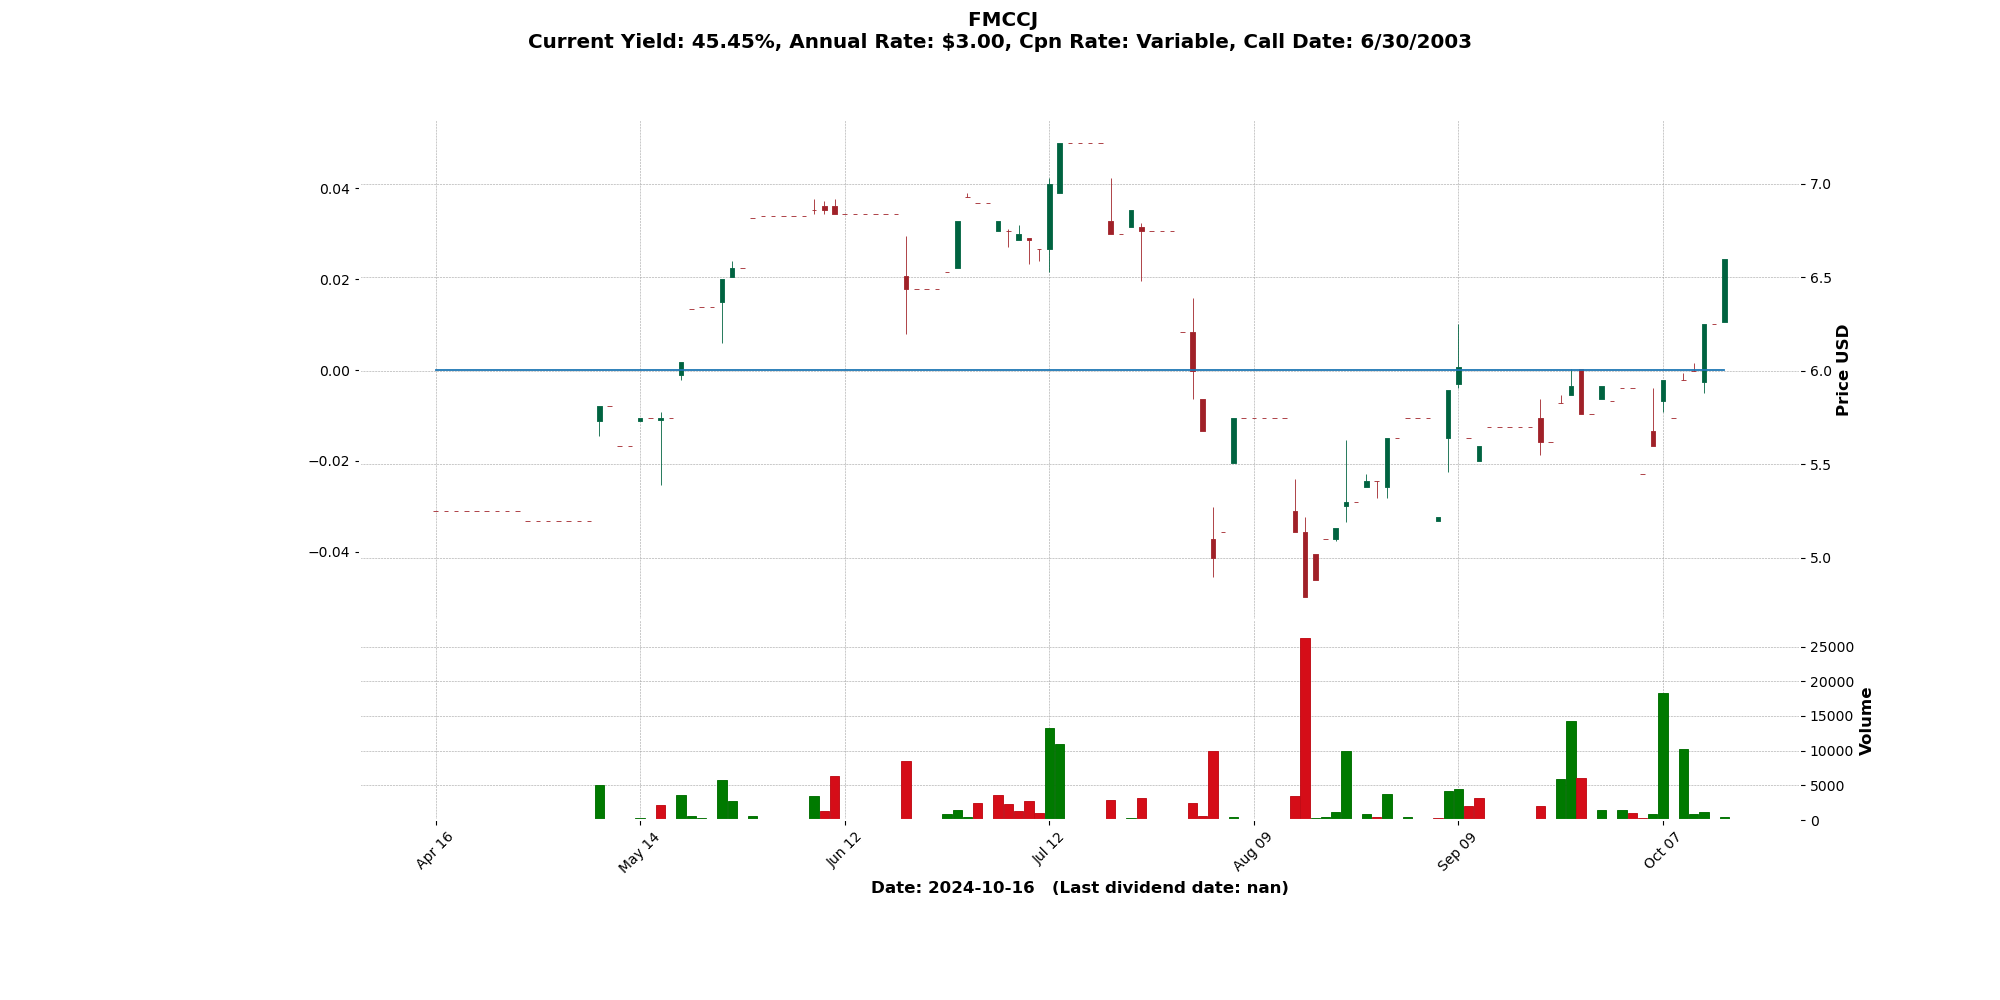 FMCCJ
Current Yield: 45.45%, Annual Rate: $3.00, Cpn Rate: Variable, Call Date: 6/30/2003
0.04
0.02
0.00
−0.02
−0.04
7.0
6.5
6.0
5.5
5.0
Price USD
25000
20000
15000
10000
5000
0
Volume
Apr 16
May 14
Jun 12
Jul 12
Aug 09
Sep 09
Oct 07
Date: 2024-10-16 (Last dividend date: nan)